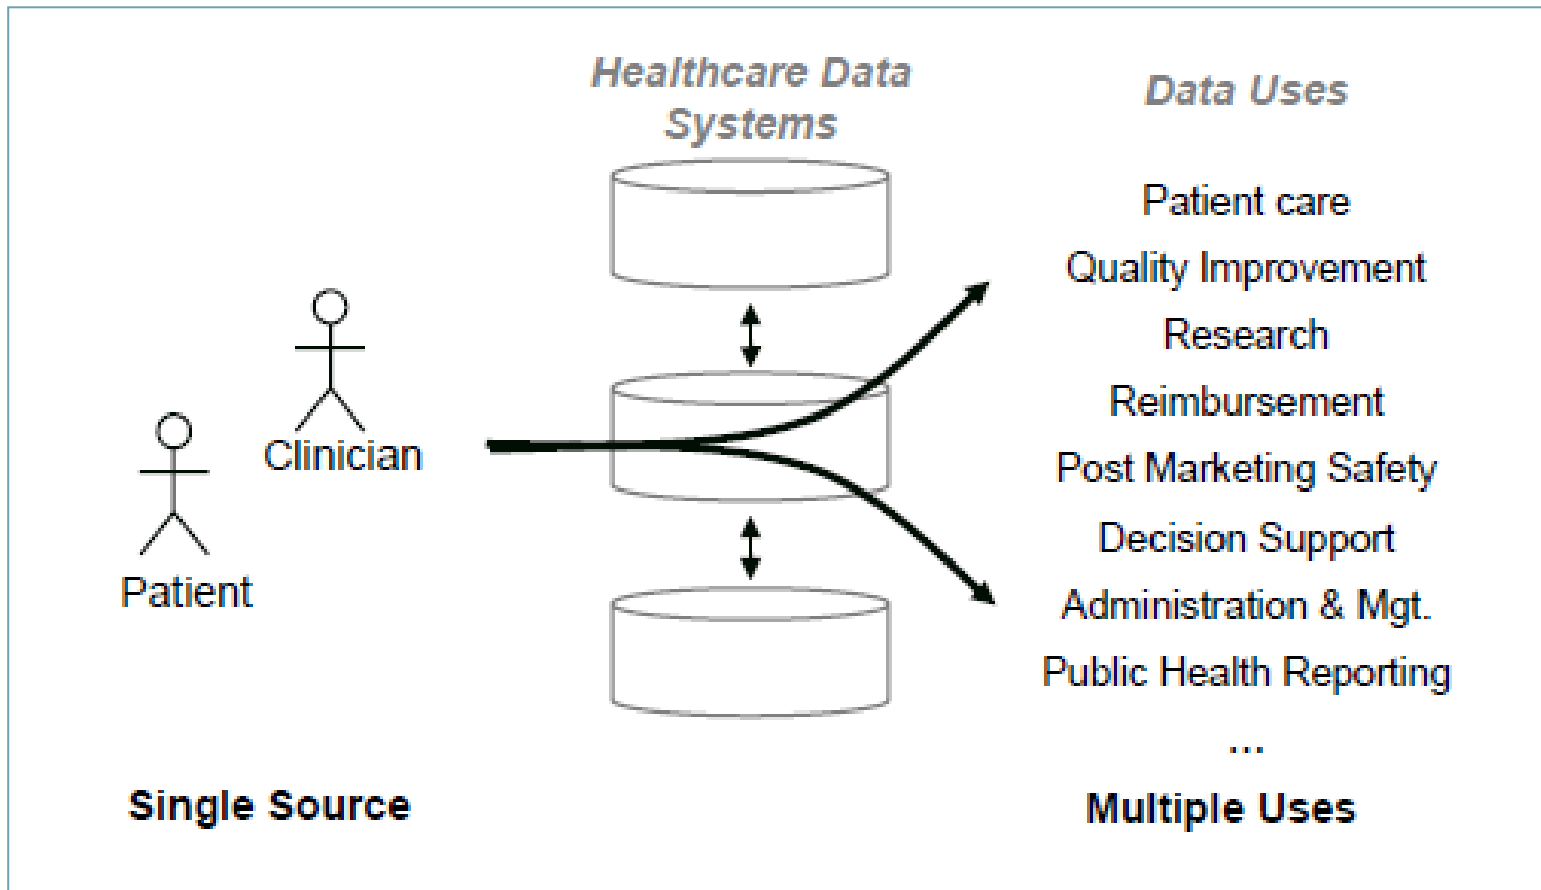 Healthcare Data
Systems
Data Uses
Patient care
Quality Improvement
Research
Reimbursement
Post Marketing Safety
Decision Support
Administration & Mgt.
Public Health Reporting
...
Clinician
Patient
Single Source
Multiple Uses